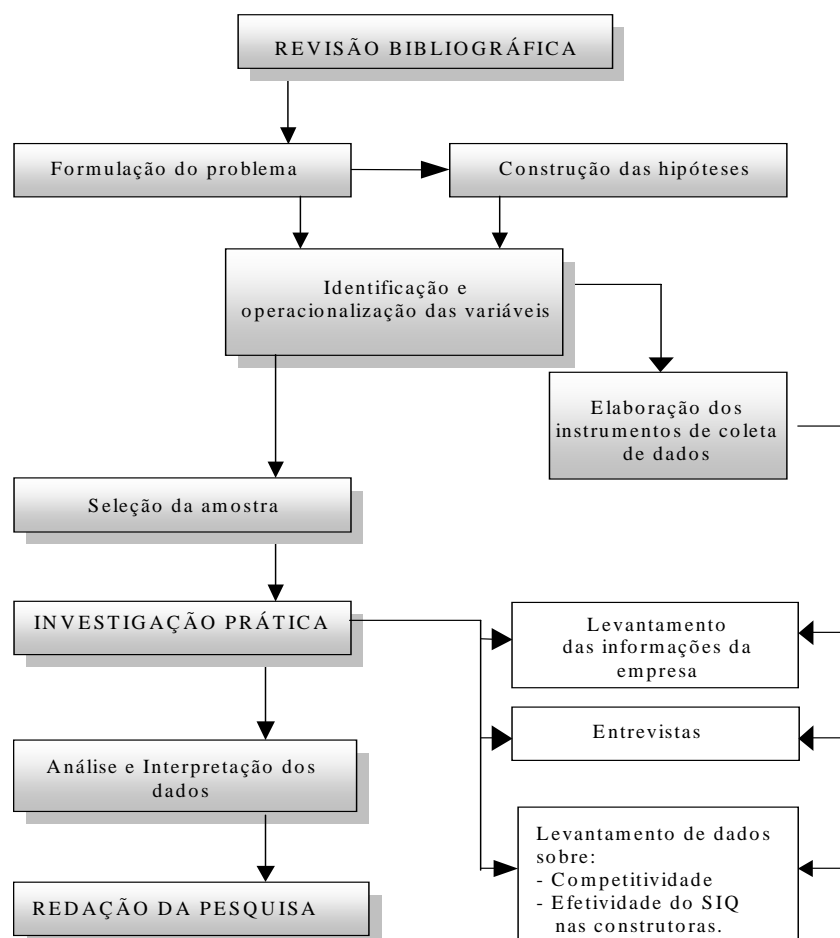 REVISÃO BIBLIOGRÁFICA
Formulação do problema
Construção das hipóteses
Identificação e
operacionalização das variáveis
Elaboração dos
instrumentos de coleta
de dados
Seleção da amostra
INVESTIGAÇÃO PRÁTICA
Levantamento
das informações da
empresa
Entrevistas
Análise e Interpretação dos
dados
Levantamento de dados
sobre:
- Competitividade
- Efetividade do SIQ
nas construtoras.
REDAÇÃO DA PESQUISA